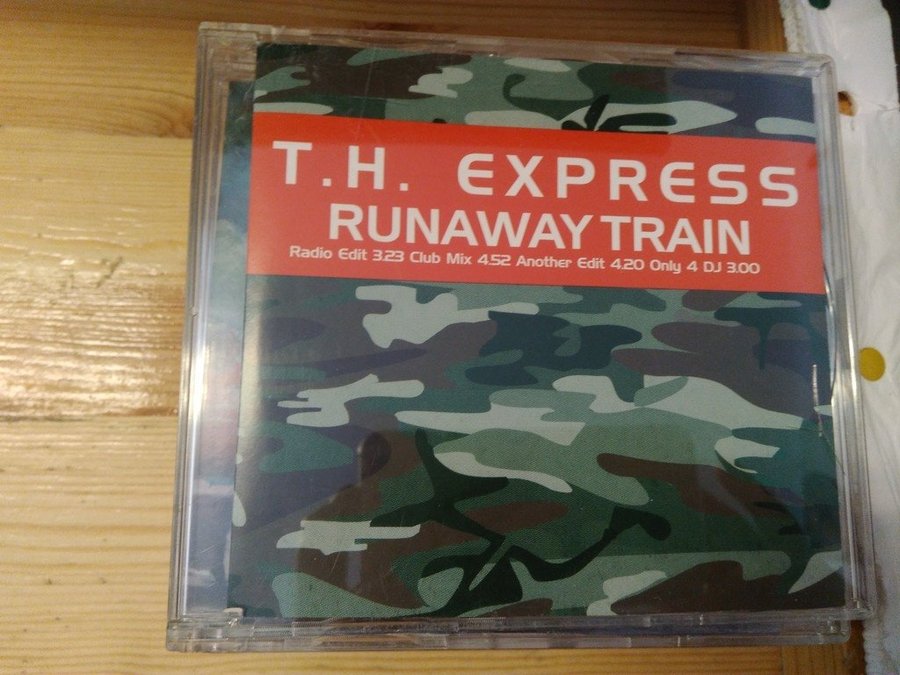 T.H. EXPRESS
RUNAWAY TRAIN
Radio Edit 3.23 Club Mix 4.52 Another Edit 4.20 Only 4 DJ 3.00